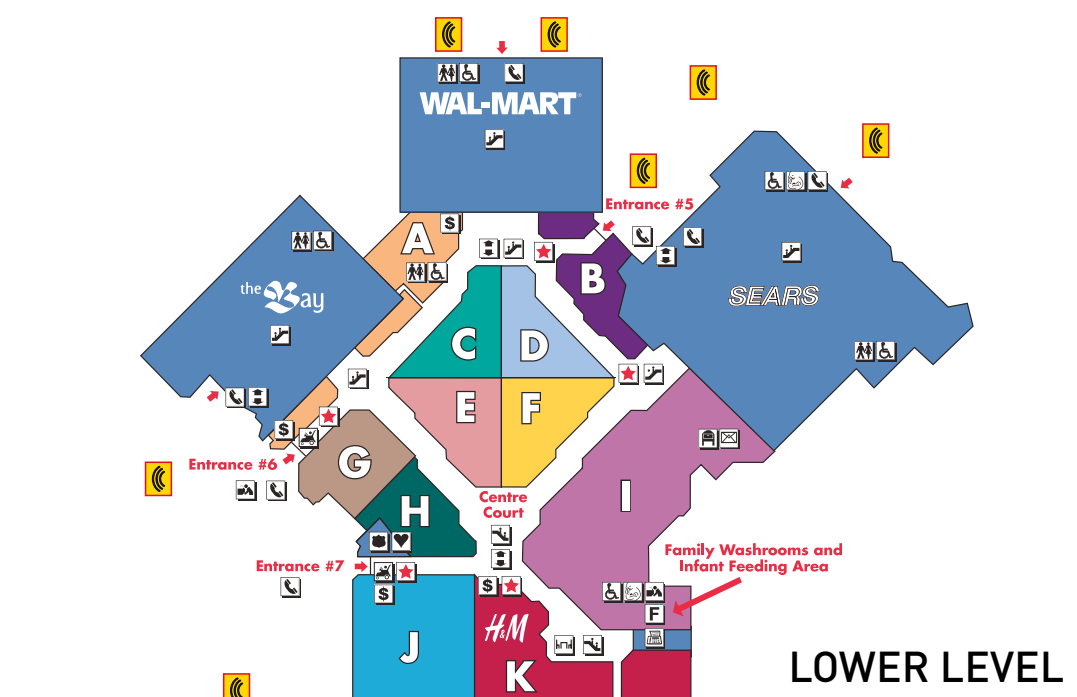 WAL-MART
Entrance #5
$
A
the Bay
B
SEARS
C
D
E
F
$
Entrance #6
G
I
H
Centre
Court
Family Washrooms and
Infant Feeding Area
Entrance #7
$
$
F
H&M
J
K
LOWER LEVEL